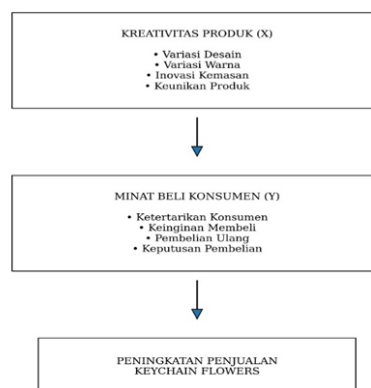 KREATIVITAS PRODUK (X)
• Variasi Desain
• Variasi Warna
• Inovasi Kemasan
• Keunikan Produk
MINAT BELI KONSUMEN (Y)
• Ketertarikan Konsumen
• Keinginan Membeli
• Pembelian Ulang
• Keputusan Pembelian
PENINGKATAN PENJUALAN
KEYCHAIN FLOWERS